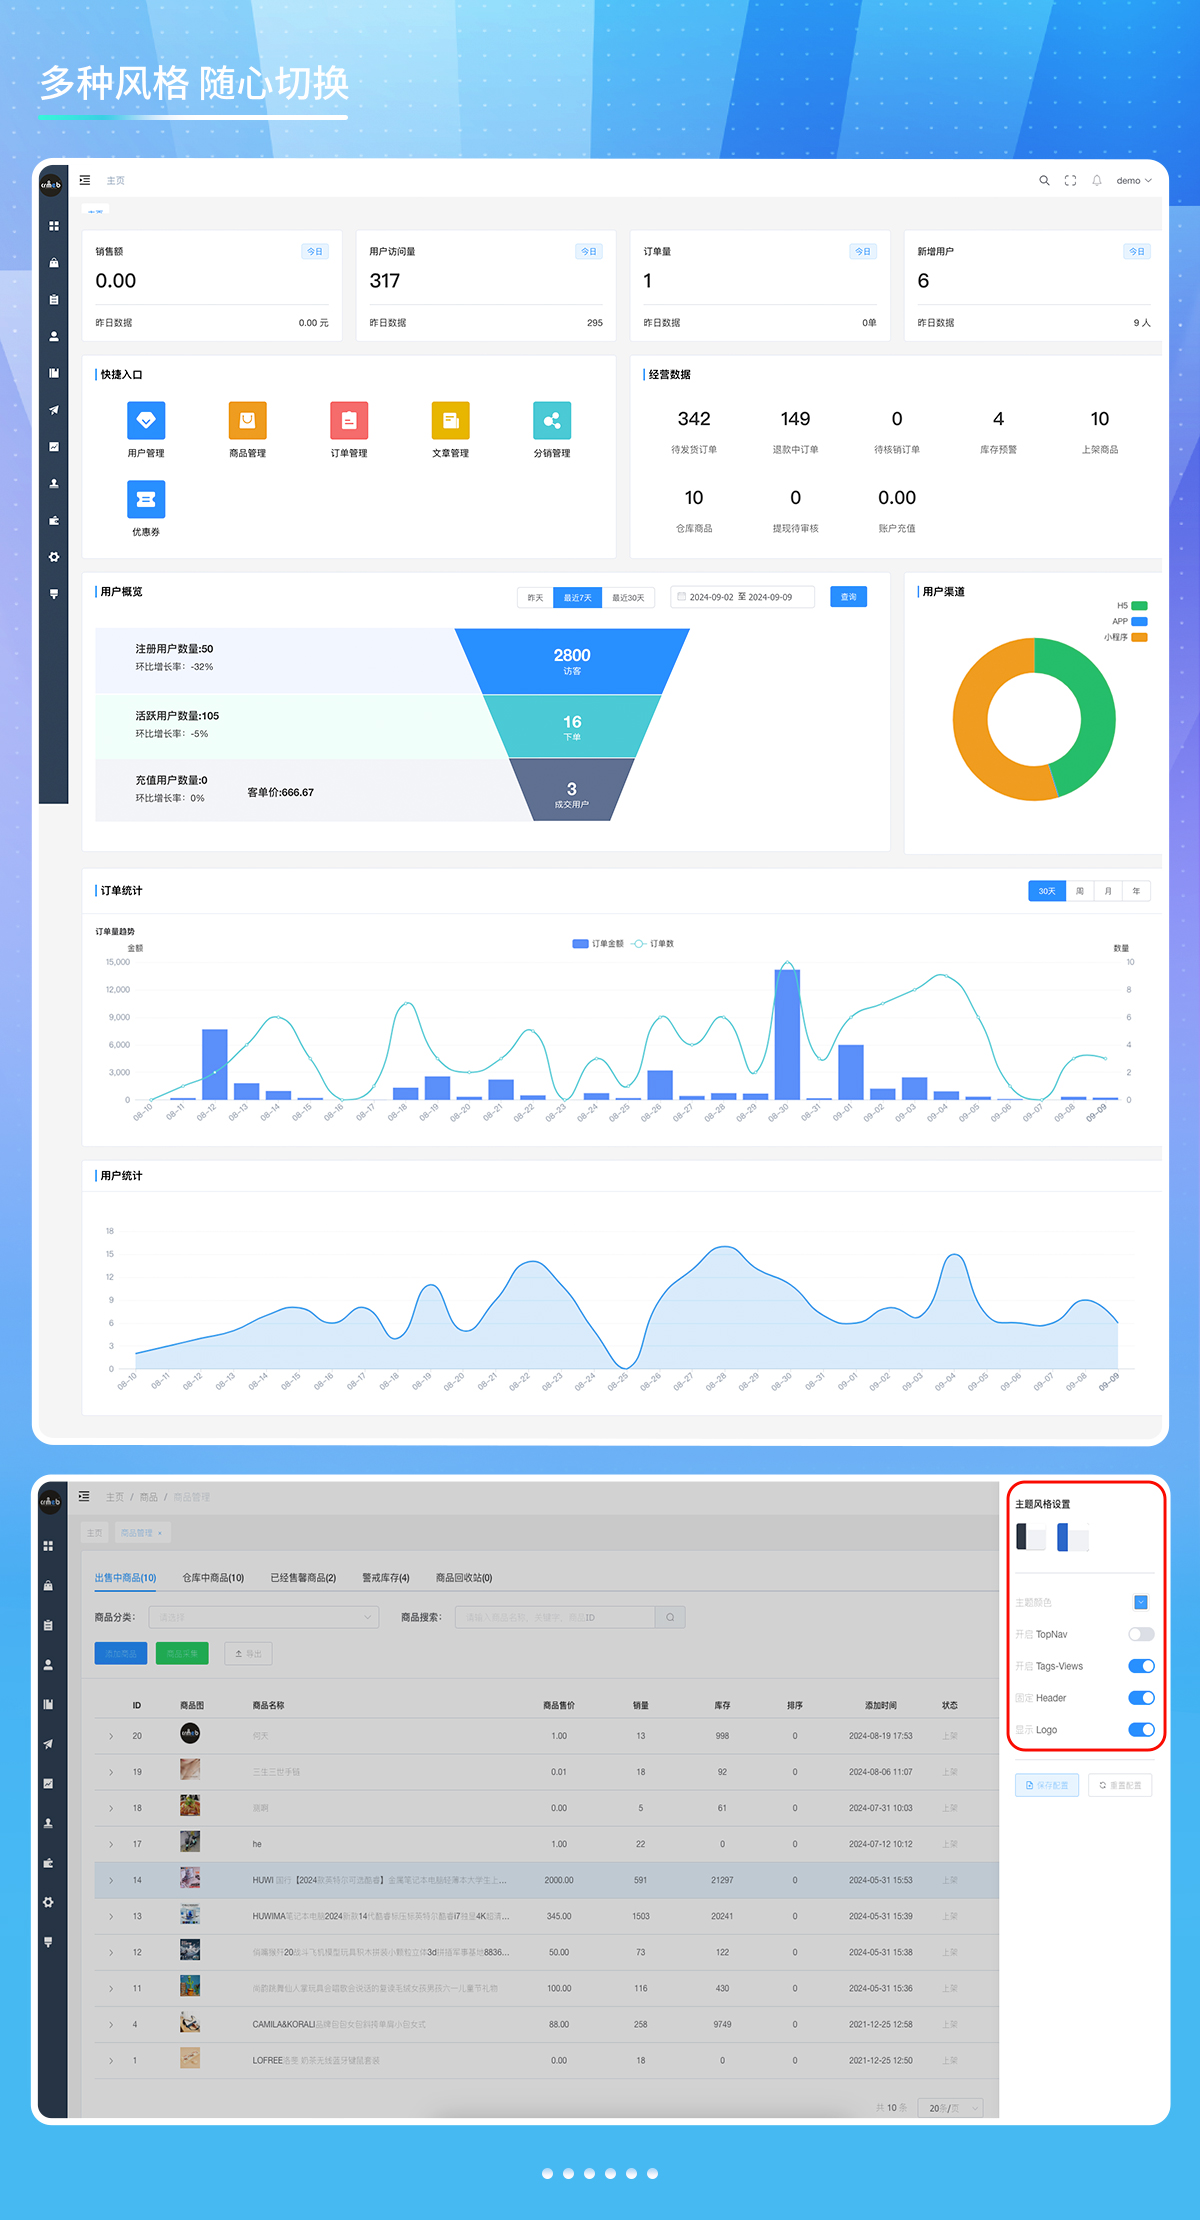 多种风格 随心切换
crmeb
主页
demo
主页
销售额 今日
0.00
昨日数据 0.00 元
用户访问量 今日
317
昨日数据 295
订单量 今日
1
昨日数据 0单
新增用户 今日
6
昨日数据 9 人
快捷入口
用户管理 商品管理 订单管理 文章管理 分销管理
优惠券
经营数据
342 149 0 4 10
待发货订单 退款中订单 待核销订单 库存预警 上架商品
10 0 0.00
仓库商品 提现待审核 账户充值
用户概览
昨天 最近7天 最近30天 2024-09-02 至 2024-09-09 查询
注册用户数量:50
环比增长率：-32%
活跃用户数量:105
环比增长率：-5%
充值用户数量:0
环比增长率：0%
客单价:666.67
2800
访客
16
下单
3
成交用户
用户渠道
H5
APP
小程序
订单统计
30天 周 月 年
订单量趋势
金额 订单金额 订单数 数量
15,000 10
12,000 8
9,000 6
6,000 4
3,000 2
0 0
08-10 08-11 08-12 08-13 08-14 08-15 08-16 08-17 08-18 08-19 08-20 08-21 08-22 08-23 08-24 08-25 08-26 08-27 08-28 08-29 08-30 08-31 09-01 09-02 09-03 09-04 09-05 09-06 09-07 09-08 09-09
用户统计
18
15
12
9
6
3
0
08-10 08-11 08-12 08-13 08-14 08-15 08-16 08-17 08-18 08-19 08-20 08-21 08-22 08-23 08-24 08-25 08-26 08-27 08-28 08-29 08-30 08-31 09-01 09-02 09-03 09-04 09-05 09-06 09-07 09-08 09-09
crmeb
主页 / 商品 / 商品管理
主页 商品管理 ×
出售中商品(10) 仓库中商品(10) 已经售罄商品(2) 警戒库存(4) 商品回收站(0)
商品分类： 请选择 商品搜索： 请输入商品名称，关键字，商品ID
添加商品 商品采集 导出
ID 商品图 商品名称 商品售价 销量 库存 排序 添加时间 状态
20 何天 1.00 13 998 0 2024-08-19 17:53 上架
19 三生三世手链 0.01 18 92 0 2024-08-06 11:07 上架
18 测啊 0.00 5 61 0 2024-07-31 10:03 上架
17 he 1.00 22 0 0 2024-07-12 10:12 上架
14 HUWI 国行【2024款英特尔可选酷睿】金属笔记本电脑轻薄本大学生上... 2000.00 591 21297 0 2024-05-31 15:53 上架
13 HUWIMA笔记本电脑2024新款14代酷睿标压标英特尔酷睿i7独显4K超清... 345.00 1503 20241 0 2024-05-31 15:39 上架
12 20战斗飞机模型玩具积木拼装小颗粒立体3d拼插军事基地8836... 50.00 73 122 0 2024-05-31 15:38 上架
11 尚韵跳舞仙人掌玩具会唱歌会说话的复读毛绒女孩男孩六一儿童节礼物 100.00 116 430 0 2024-05-31 15:36 上架
4 CAMILA&KORALI品牌包包女包斜挎单肩小包女式 88.00 258 9749 0 2021-12-25 12:58 上架
1 LOFREE洛斐 奶茶无线蓝牙键鼠套装 0.00 18 0 0 2021-12-25 12:50 上架
共 10 条 20条/页
主题风格设置
主题颜色
开启 TopNav
开启 Tags-Views
固定 Header
显示 Logo
保存配置 重置配置